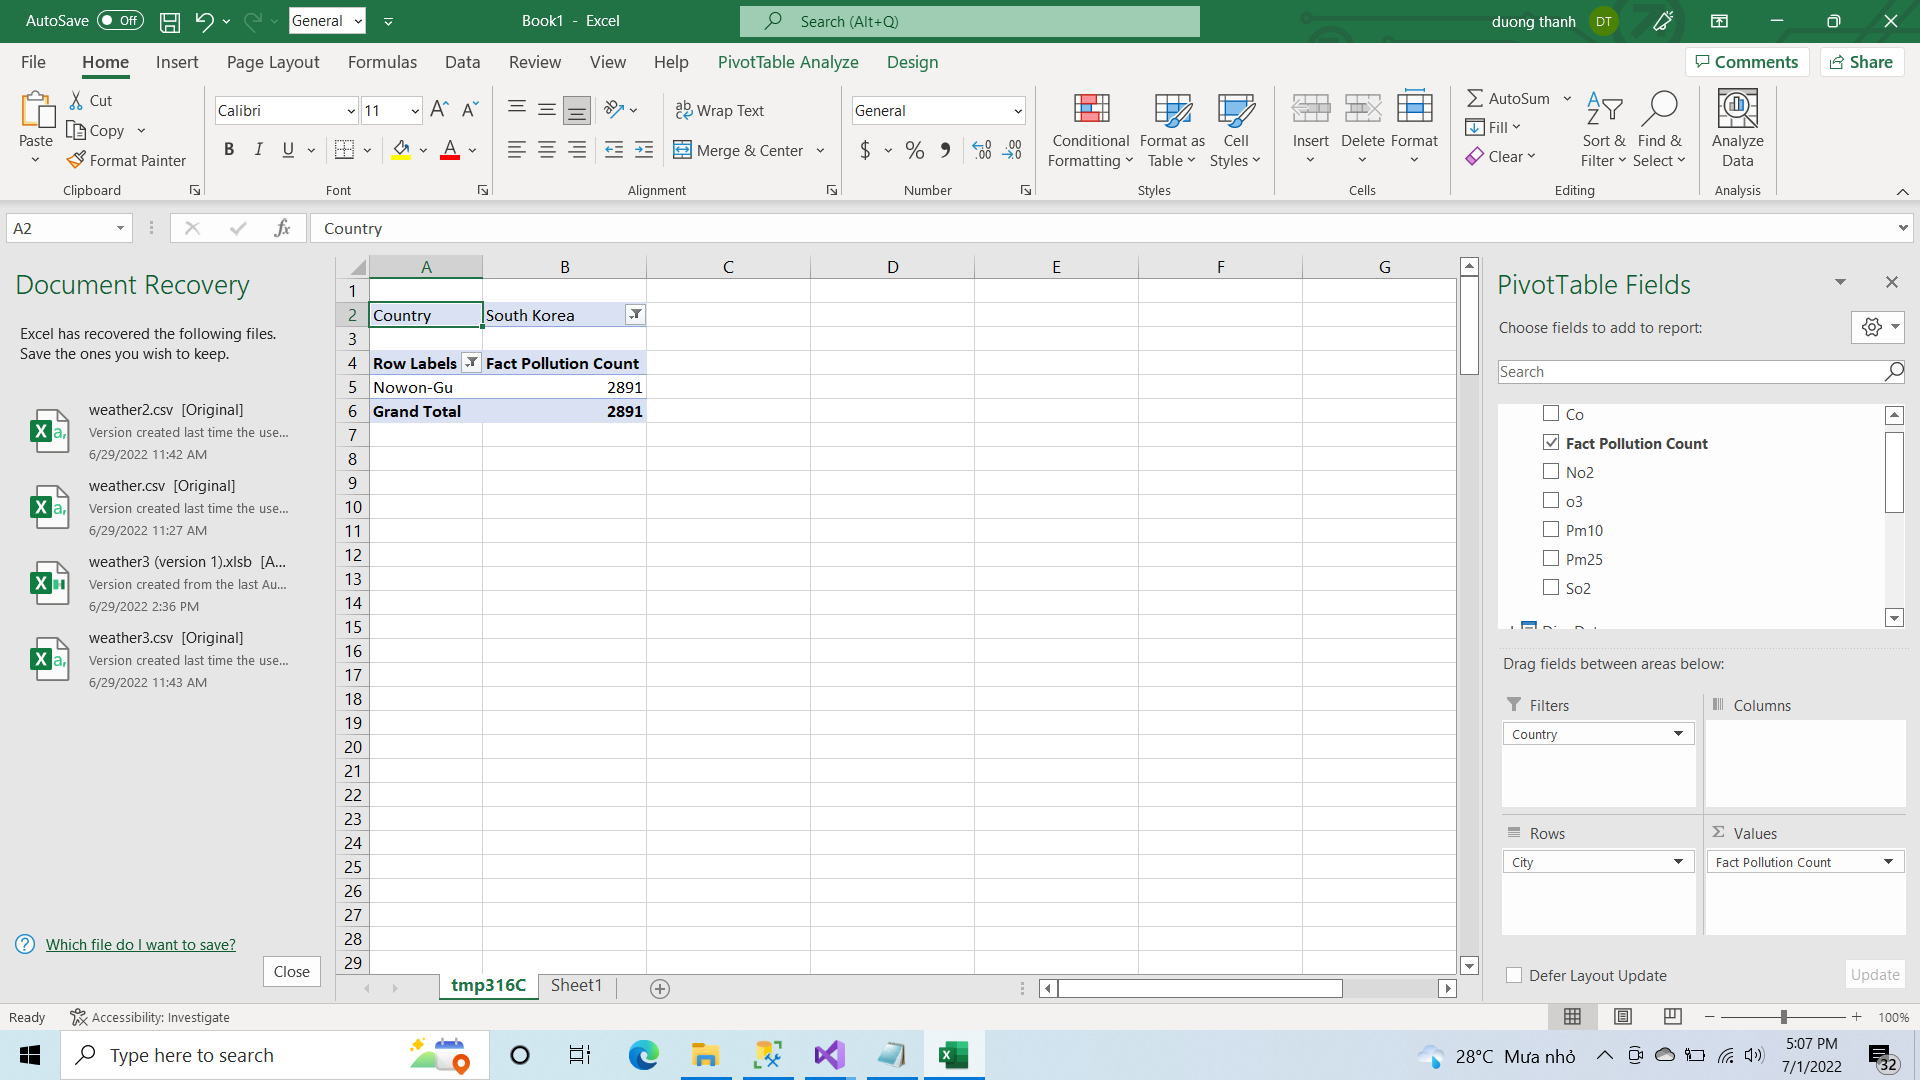 AutoSave Off General Book1 - Excel Search (Alt+Q) duong thanh DT
File Home Insert Page Layout Formulas Data Review View Help PivotTable Analyze Design Comments Share
Paste
Cut
Copy
Format Painter
Clipboard
Calibri 11
B I U
Font
Wrap Text
Merge & Center
Alignment
General
$ % 9
Number
Conditional Formatting
Format as Table
Cell Styles
Styles
Insert
Delete
Format
Cells
AutoSum
Fill
Clear
Sort & Filter
Find & Select
Editing
Analyze Data
Analysis
A2 fx Country
Document Recovery
Excel has recovered the following files.
Save the ones you wish to keep.
weather2.csv [Original]
Version created last time the use...
6/29/2022 11:42 AM
weather.csv [Original]
Version created last time the use...
6/29/2022 11:27 AM
weather3 (version 1).xlsb [A...
Version created from the last Au...
6/29/2022 2:36 PM
weather3.csv [Original]
Version created last time the use...
6/29/2022 11:43 AM
Which file do I want to save?
Close
A B C D E F G
1
2 Country South Korea
3
4 Row Labels Fact Pollution Count
5 Nowon-Gu 2891
6 Grand Total 2891
7
8
9
10
11
12
13
14
15
16
17
18
19
20
21
22
23
24
25
26
27
28
29
tmp316C Sheet1
PivotTable Fields
Choose fields to add to report:
Search
Co
Fact Pollution Count
No2
o3
Pm10
Pm25
So2
Drag fields between areas below:
Filters
Country
Columns
Rows
City
Values
Fact Pollution Count
Defer Layout Update Update
Ready Accessibility: Investigate 100%
Type here to search 28°C Mưa nhỏ 5:07 PM
7/1/2022 32